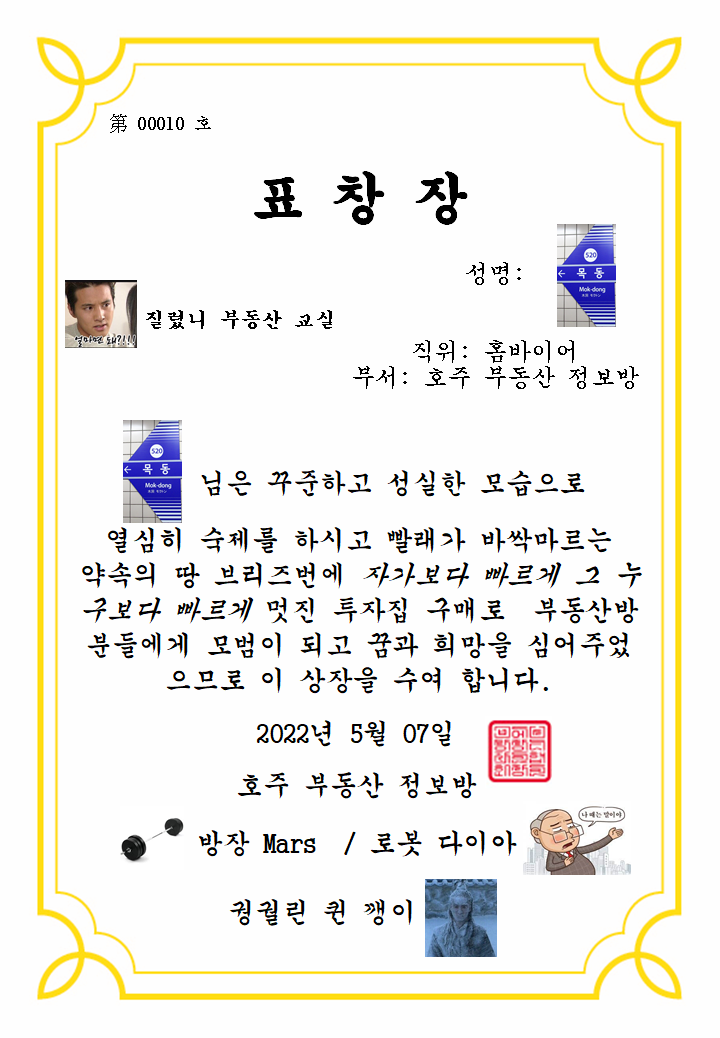 第 00010 호
표 창 장
성명:
520
← 목 동
Mok-dong
얼마면 돼?!!!
질렀니 부동산 교실
직위: 홈바이어
부서: 호주 부동산 정보방
520
← 목 동
Mok-dong
님은 꾸준하고 성실한 모습으로
열심히 숙제를 하시고 빨래가 바싹마르는
약속의 땅 브리즈번에 자가보다 빠르게 그 누
구보다 빠르게 멋진 투자집 구매로 부동산방
분들에게 모범이 되고 꿈과 희망을 심어주었
으므로 이 상장을 수여 합니다.
2022년 5월 07일
호주 부동산 정보방
방장 Mars / 로봇 다이아
나 때는 말이야
궝궐린 퀸 깽이